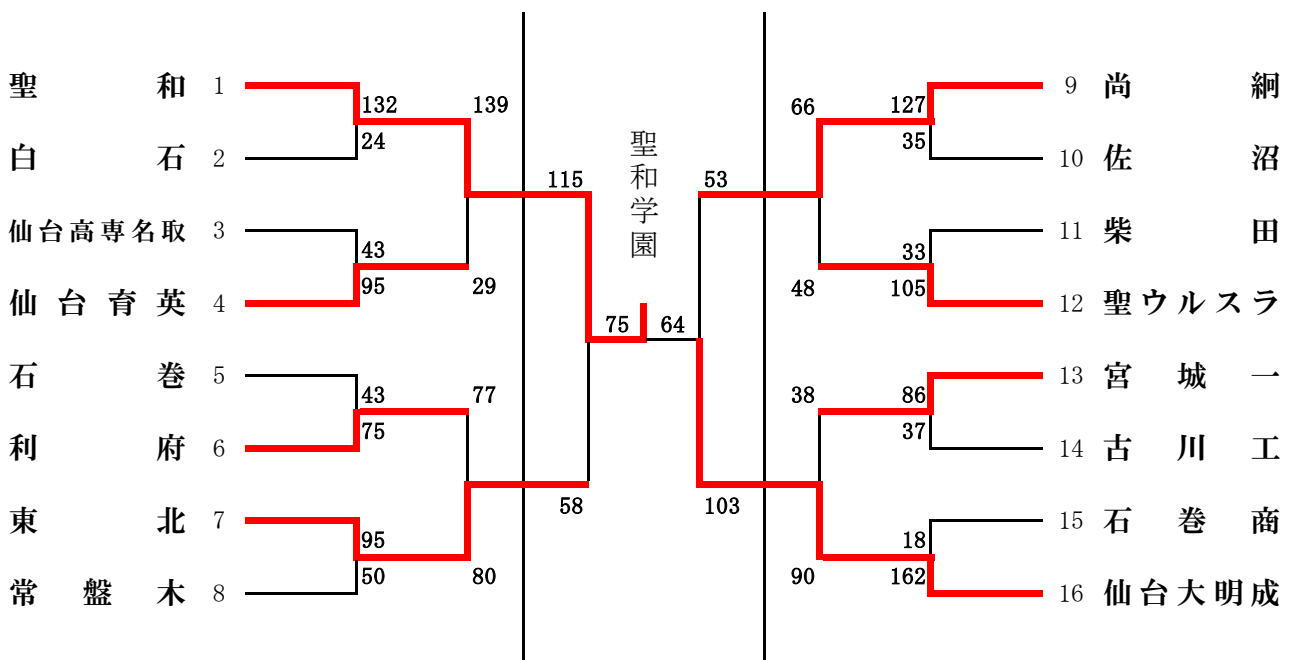 聖和 1
132 139
24
白石 2
仙台高専名取 3
43
95 29
仙台育英 4
石巻 5
43 77
75
利府 6
東北 7
95
50 80
常盤木 8
115
58
聖和学園
75 64
53
103
66 127
35
9 尚絅
10 佐沼
11 柴田
33
48 105
12 聖ウルスラ
13 宮城一
38 86
37
14 古川工
15 石巻商
18
90 162
16 仙台大明成